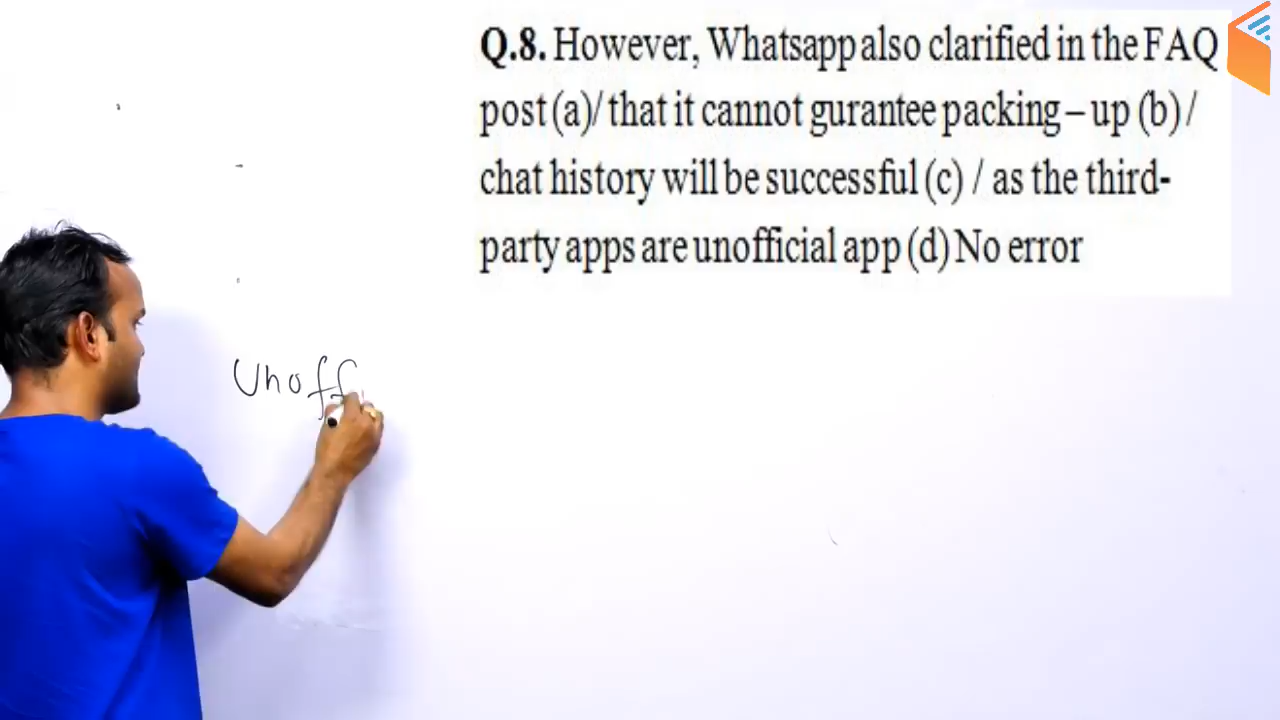 Q.8. However, Whatsapp also clarified in the FAQ
post (a)/ that it cannot gurantee packing – up (b) /
chat history will be successful (c) / as the third-
party apps are unofficial app (d) No error
Unoff